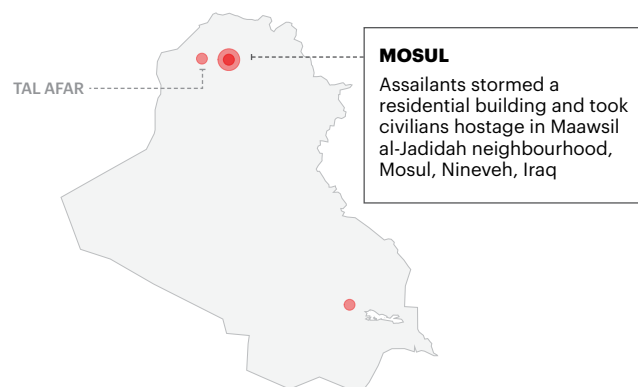 MOSUL
Assailants stormed a
residential building and took
civilians hostage in Maawsil
al-Jadidah neighbourhood,
Mosul, Nineveh, Iraq
TAL AFAR